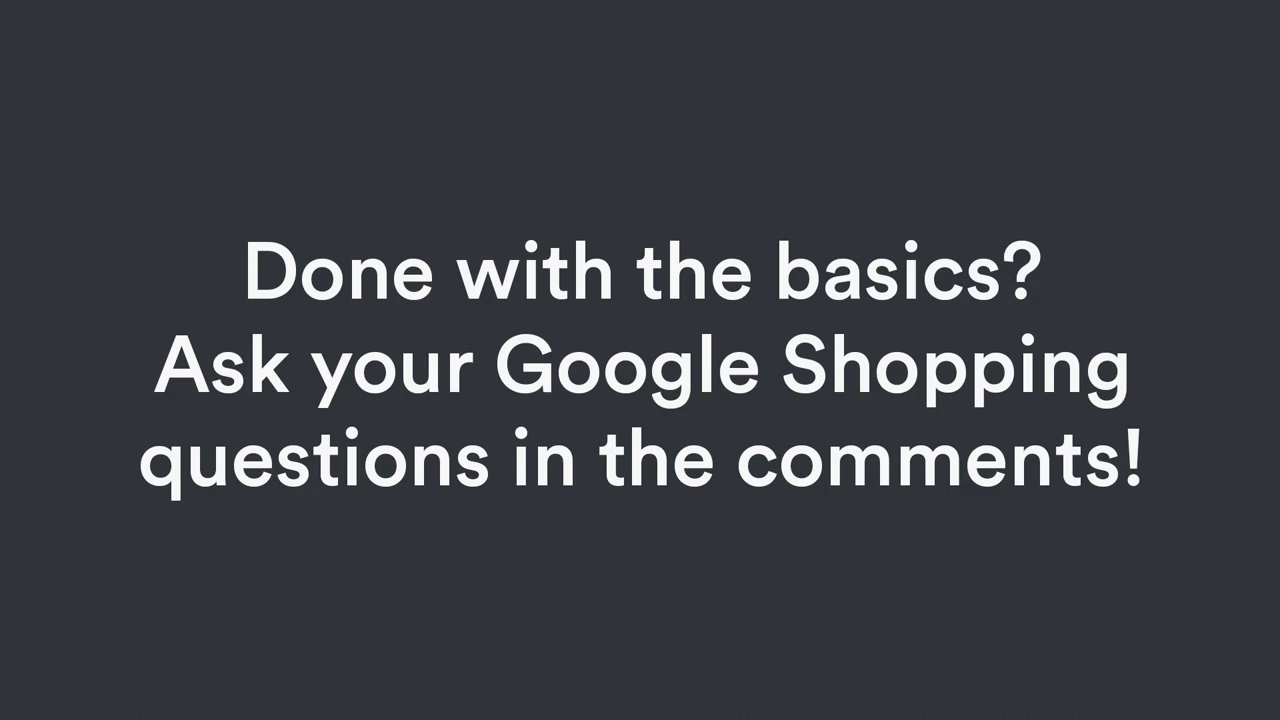 Done with the basics?
Ask your Google Shopping
questions in the comments!